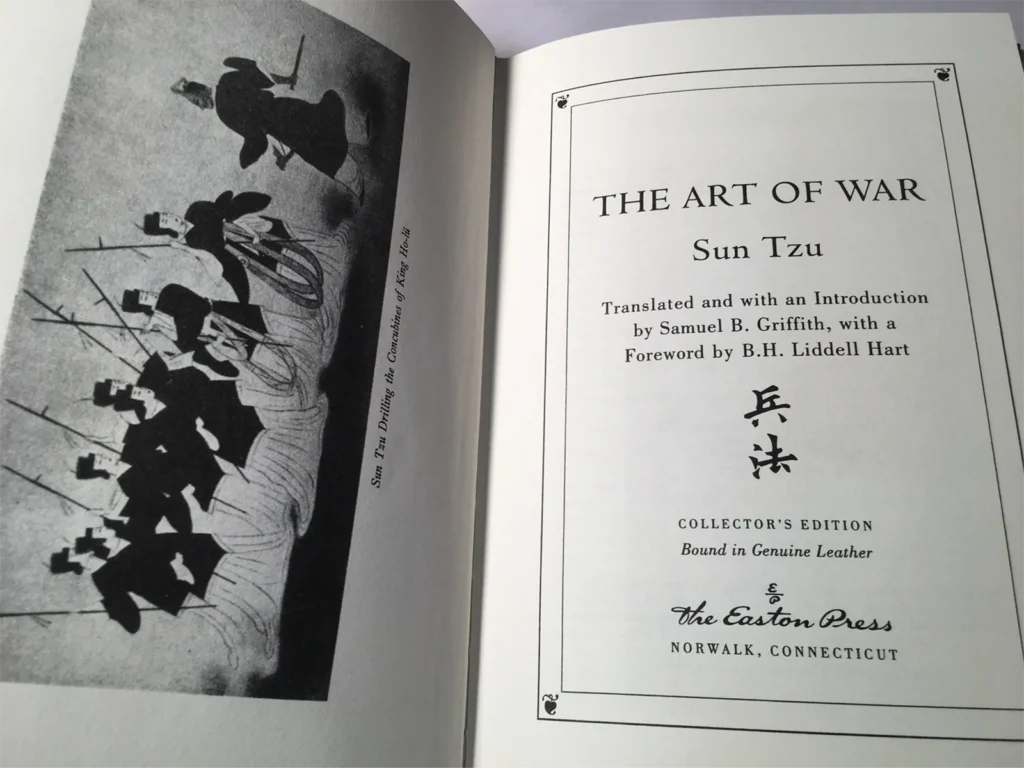 Sun Tzu Drilling the Concubines of King Ho-lü
THE ART OF WAR
Sun Tzu
Translated and with an Introduction
by Samuel B. Griffith, with a
Foreword by B.H. Liddell Hart
兵
法
COLLECTOR'S EDITION
Bound in Genuine Leather
E
P
the Easton Press
NORWALK, CONNECTICUT